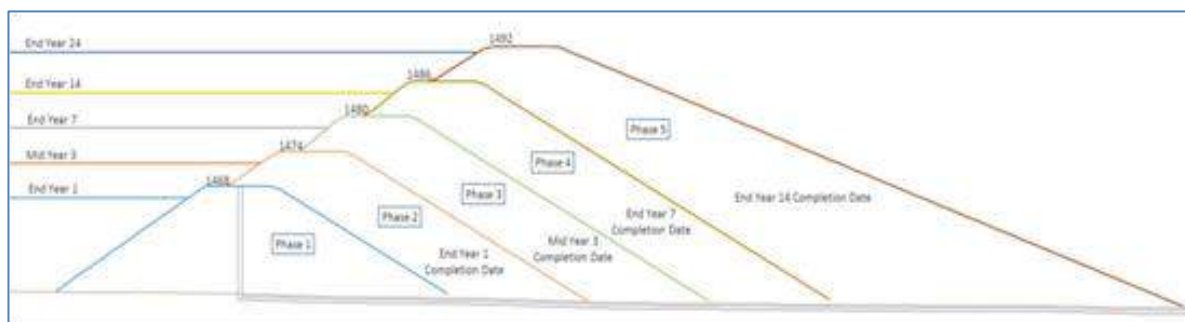 End Year 24
1492
End Year 14
1486
End Year 7
1480
Mid Year 3
1474
End Year 1
1468
Phase 5
Phase 4
Phase 3
Phase 2
Phase 1
End Year 14 Completion Date
End Year 7
Completion Date
Mid Year 3
Completion Date
End Year 1
Completion Date